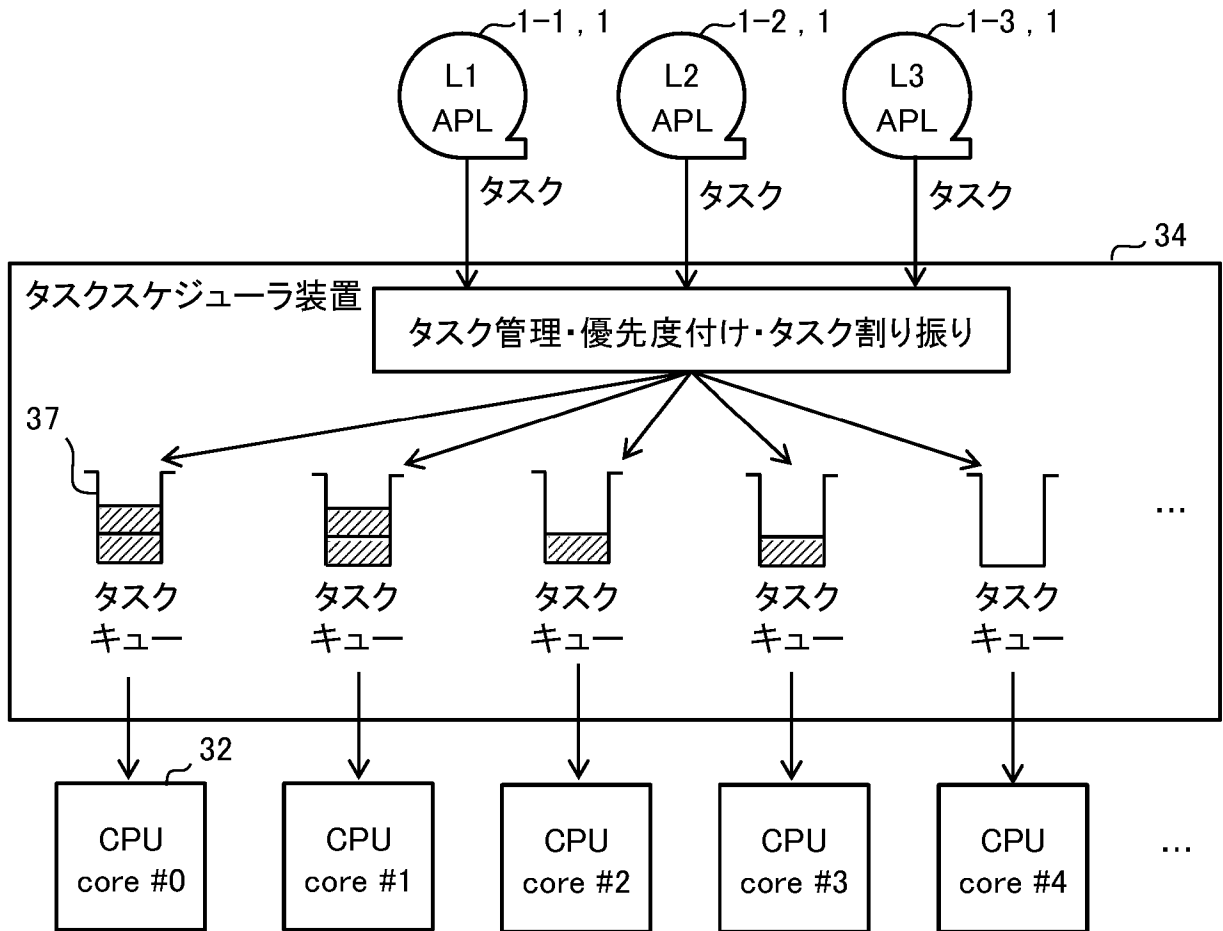 1-1 , 1
1-2 , 1
1-3 , 1
L1
APL
L2
APL
L3
APL
タスク
タスク
タスク
34
タスクスケジューラ装置
タスク管理・優先度付け・タスク割り振り
37
...
タスク
キュー
タスク
キュー
タスク
キュー
タスク
キュー
タスク
キュー
32
CPU
core #0
CPU
core #1
CPU
core #2
CPU
core #3
CPU
core #4
...